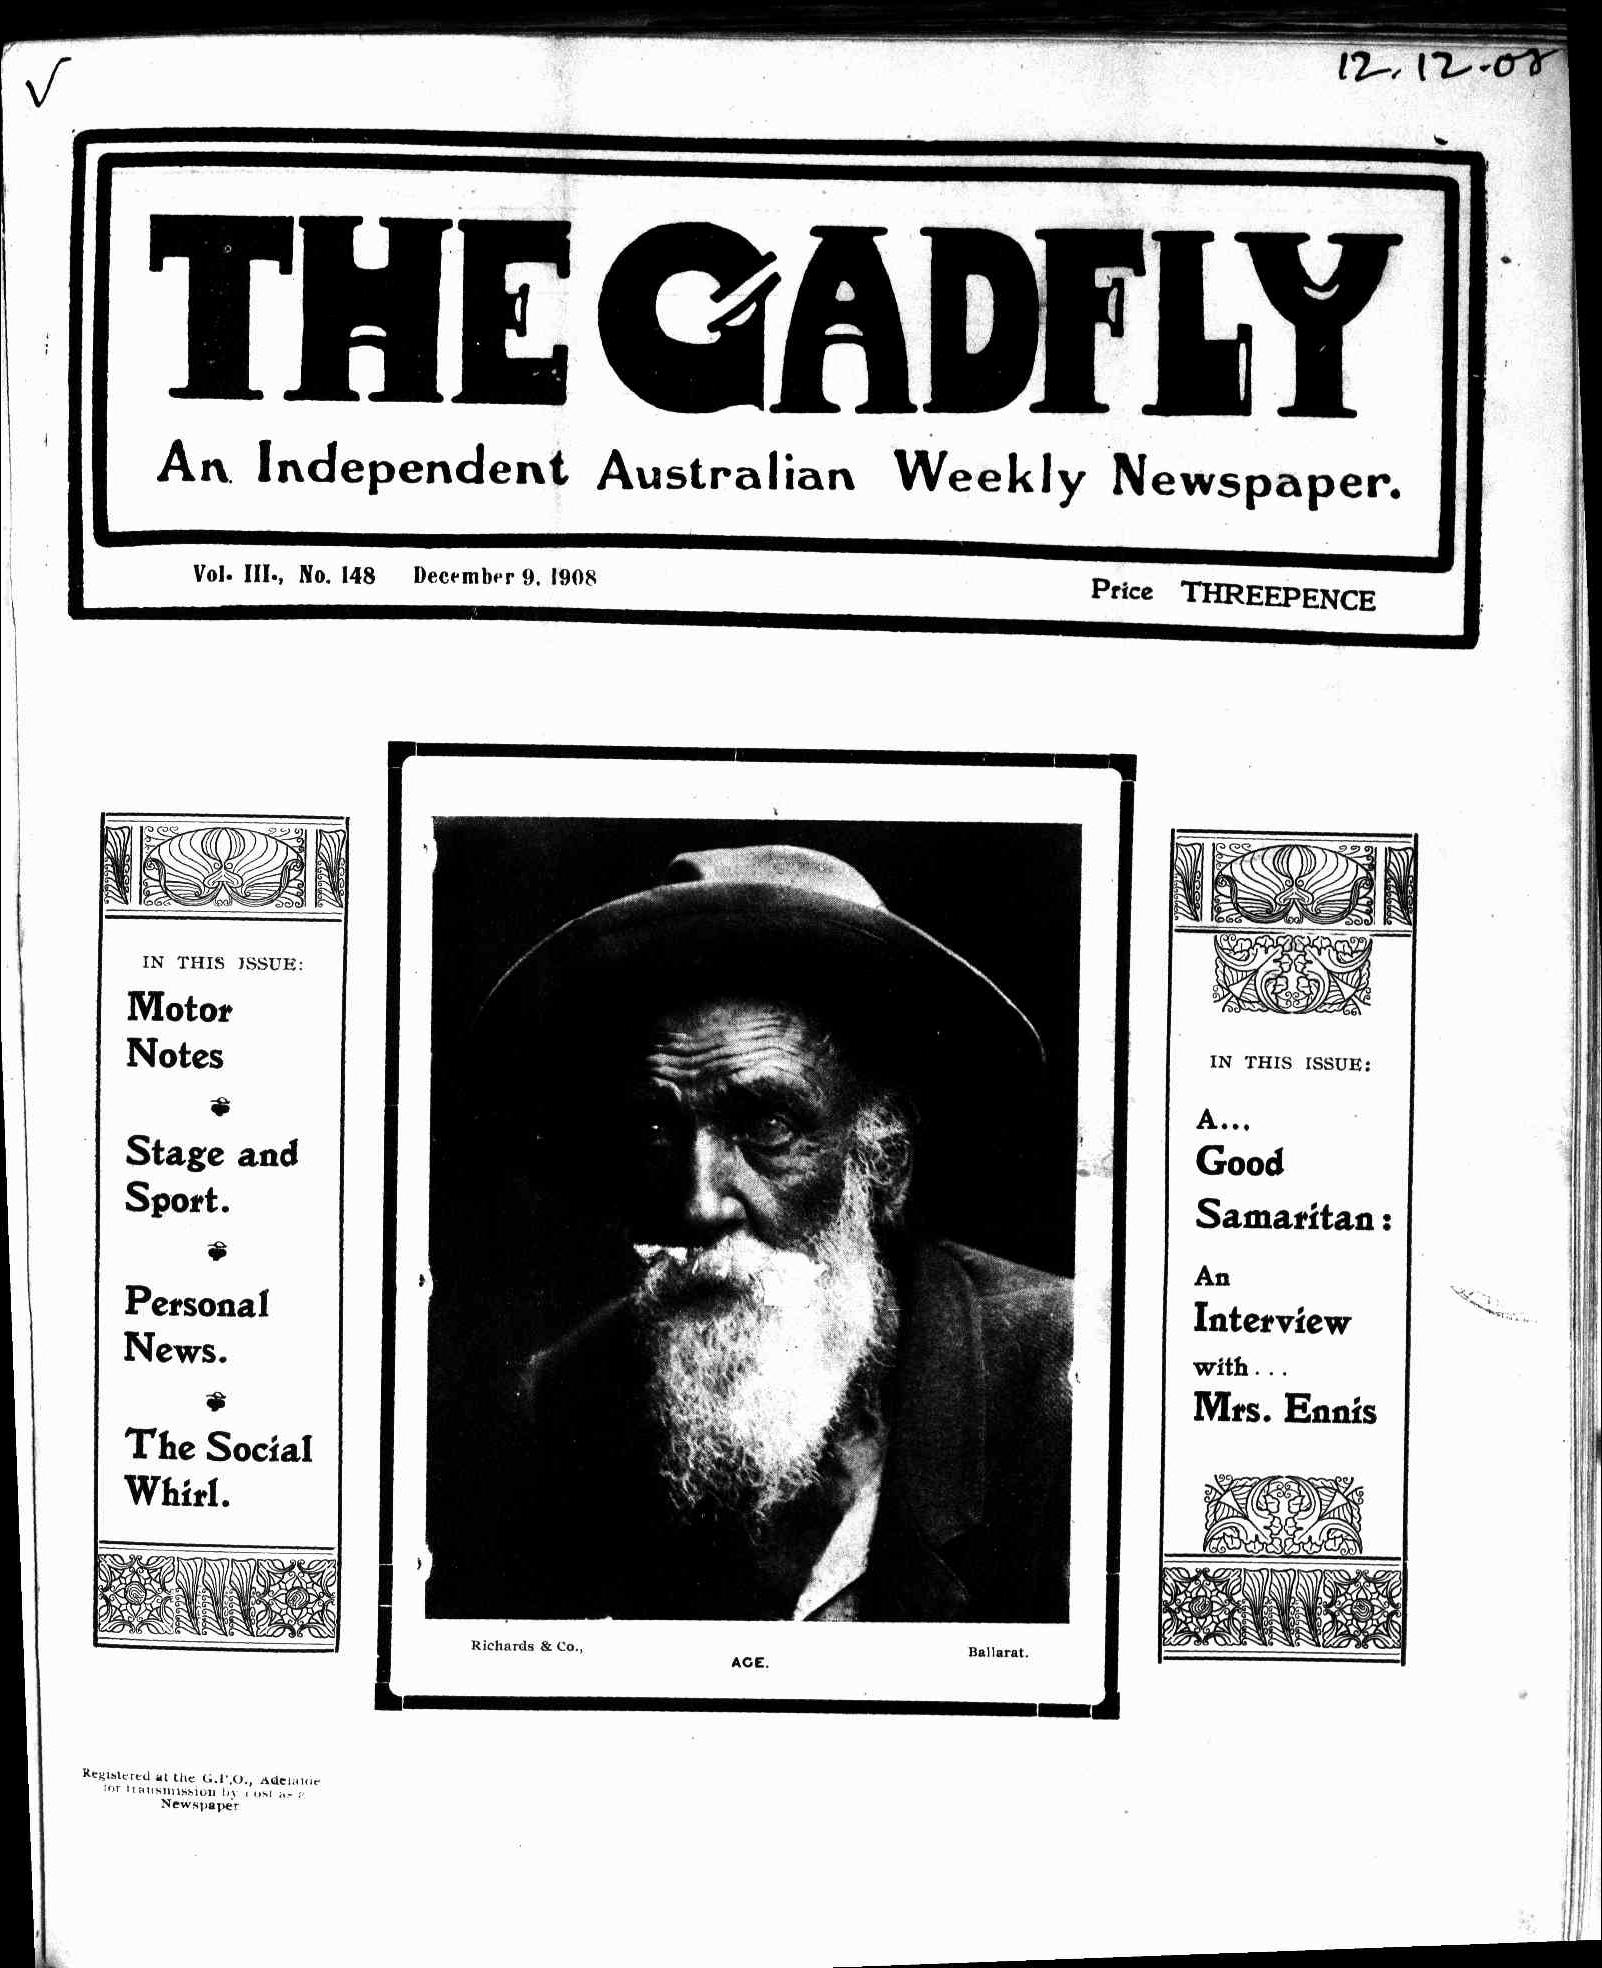 12.12.08
THE GADFLY
An Independent Australian Weekly Newspaper.
Vol. III., No. 148 December 9, 1908
Price THREEPENCE
IN THIS ISSUE:
Motor
Notes
Stage and
Sport.
Personal
News.
The Social
Whirl.
Richards & Co.,
Ballarat.
AGE.
IN THIS ISSUE:
A...
Good
Samaritan:
An
Interview
with...
Mrs. Ennis
Registered at the G.P.O., Adelaide
for transmission by post as a
Newspaper